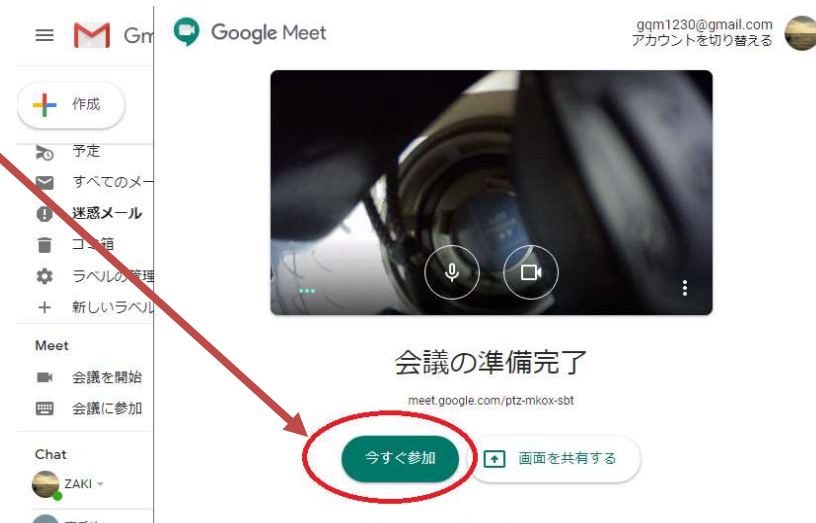 Gm
Google Meet
gqm1230@gmail.com
アカウントを切り替える
作成
予定
すべてのメー
迷惑メール
ゴミ箱
ラベルの管理
新しいラベル
Meet
会議を開始
会議に参加
Chat
ZAKI
会議の準備完了
meet.google.com/ptz-mkox-sbt
今すぐ参加
画面を共有する